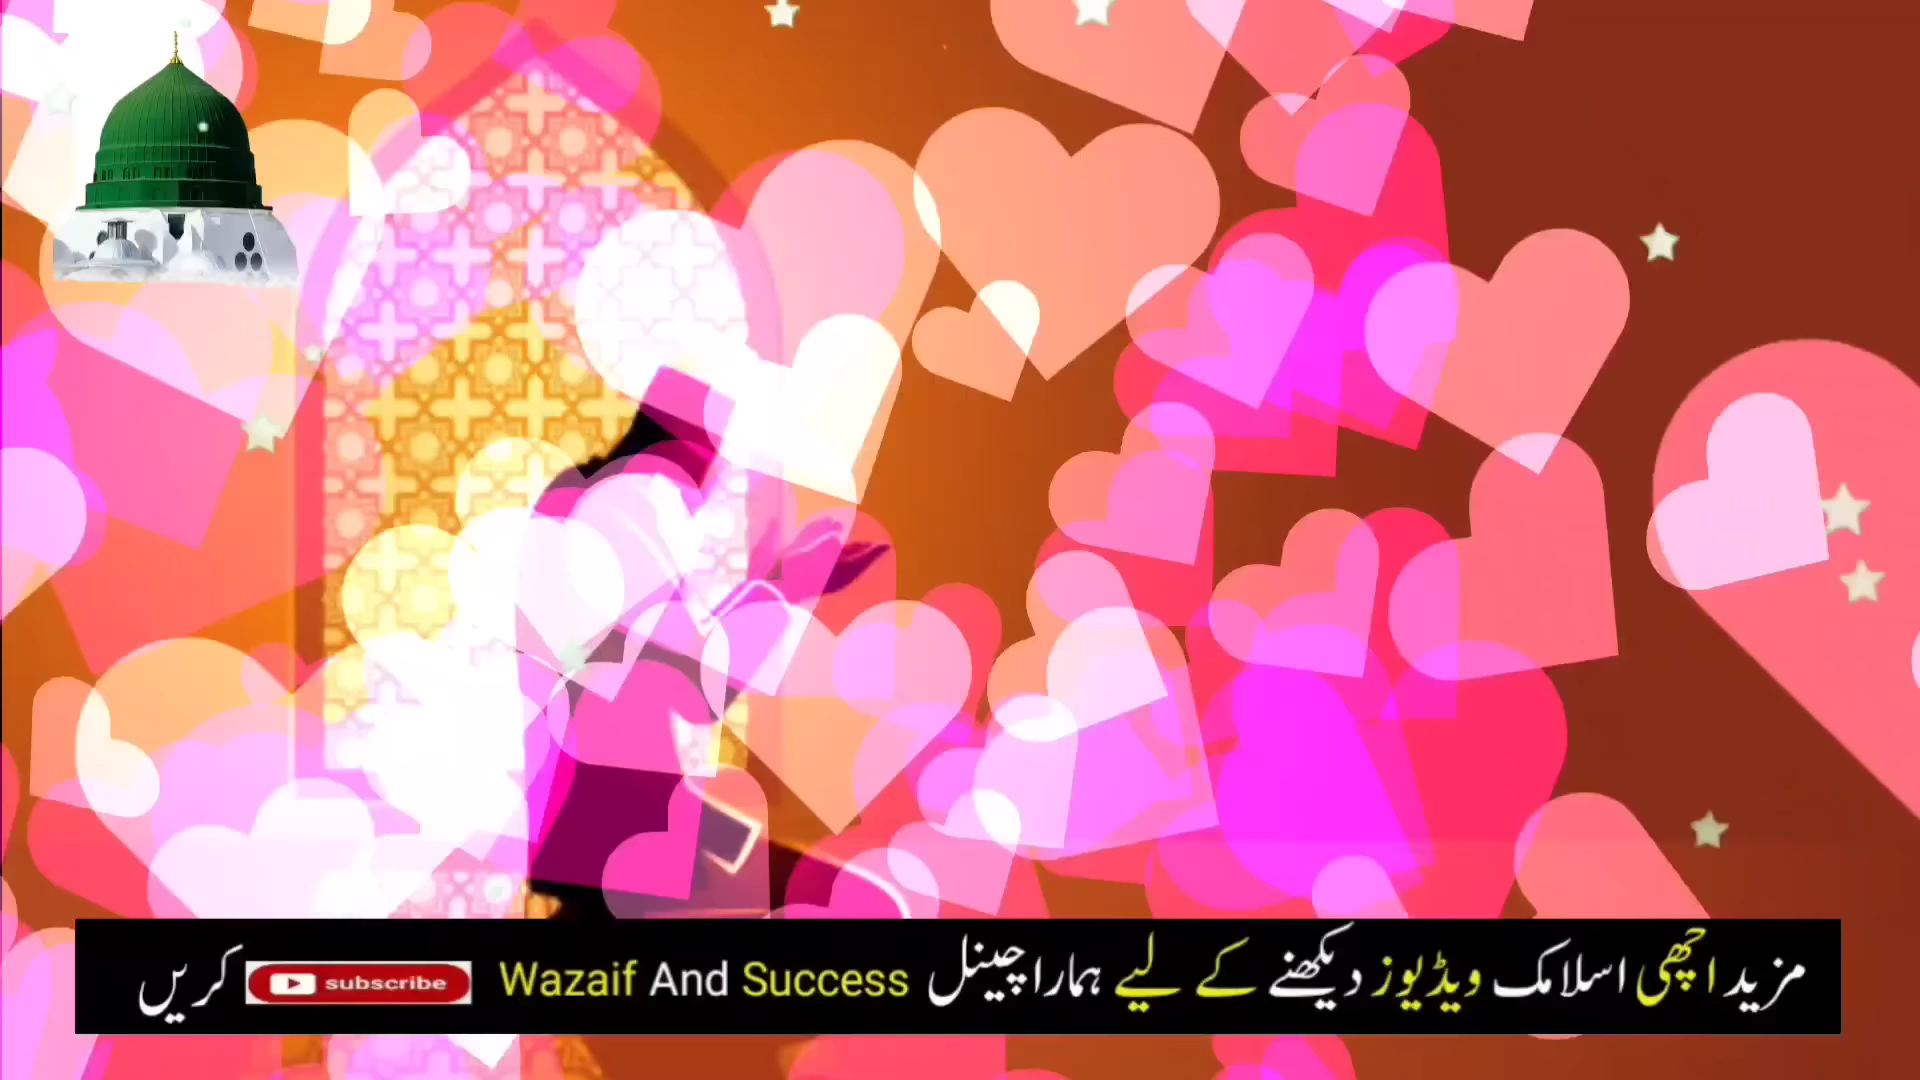 مزید اچھی اسلامک ویڈیوز دیکھنے کے لیے ہمارا چینل Wazaif And Success subscribe کریں